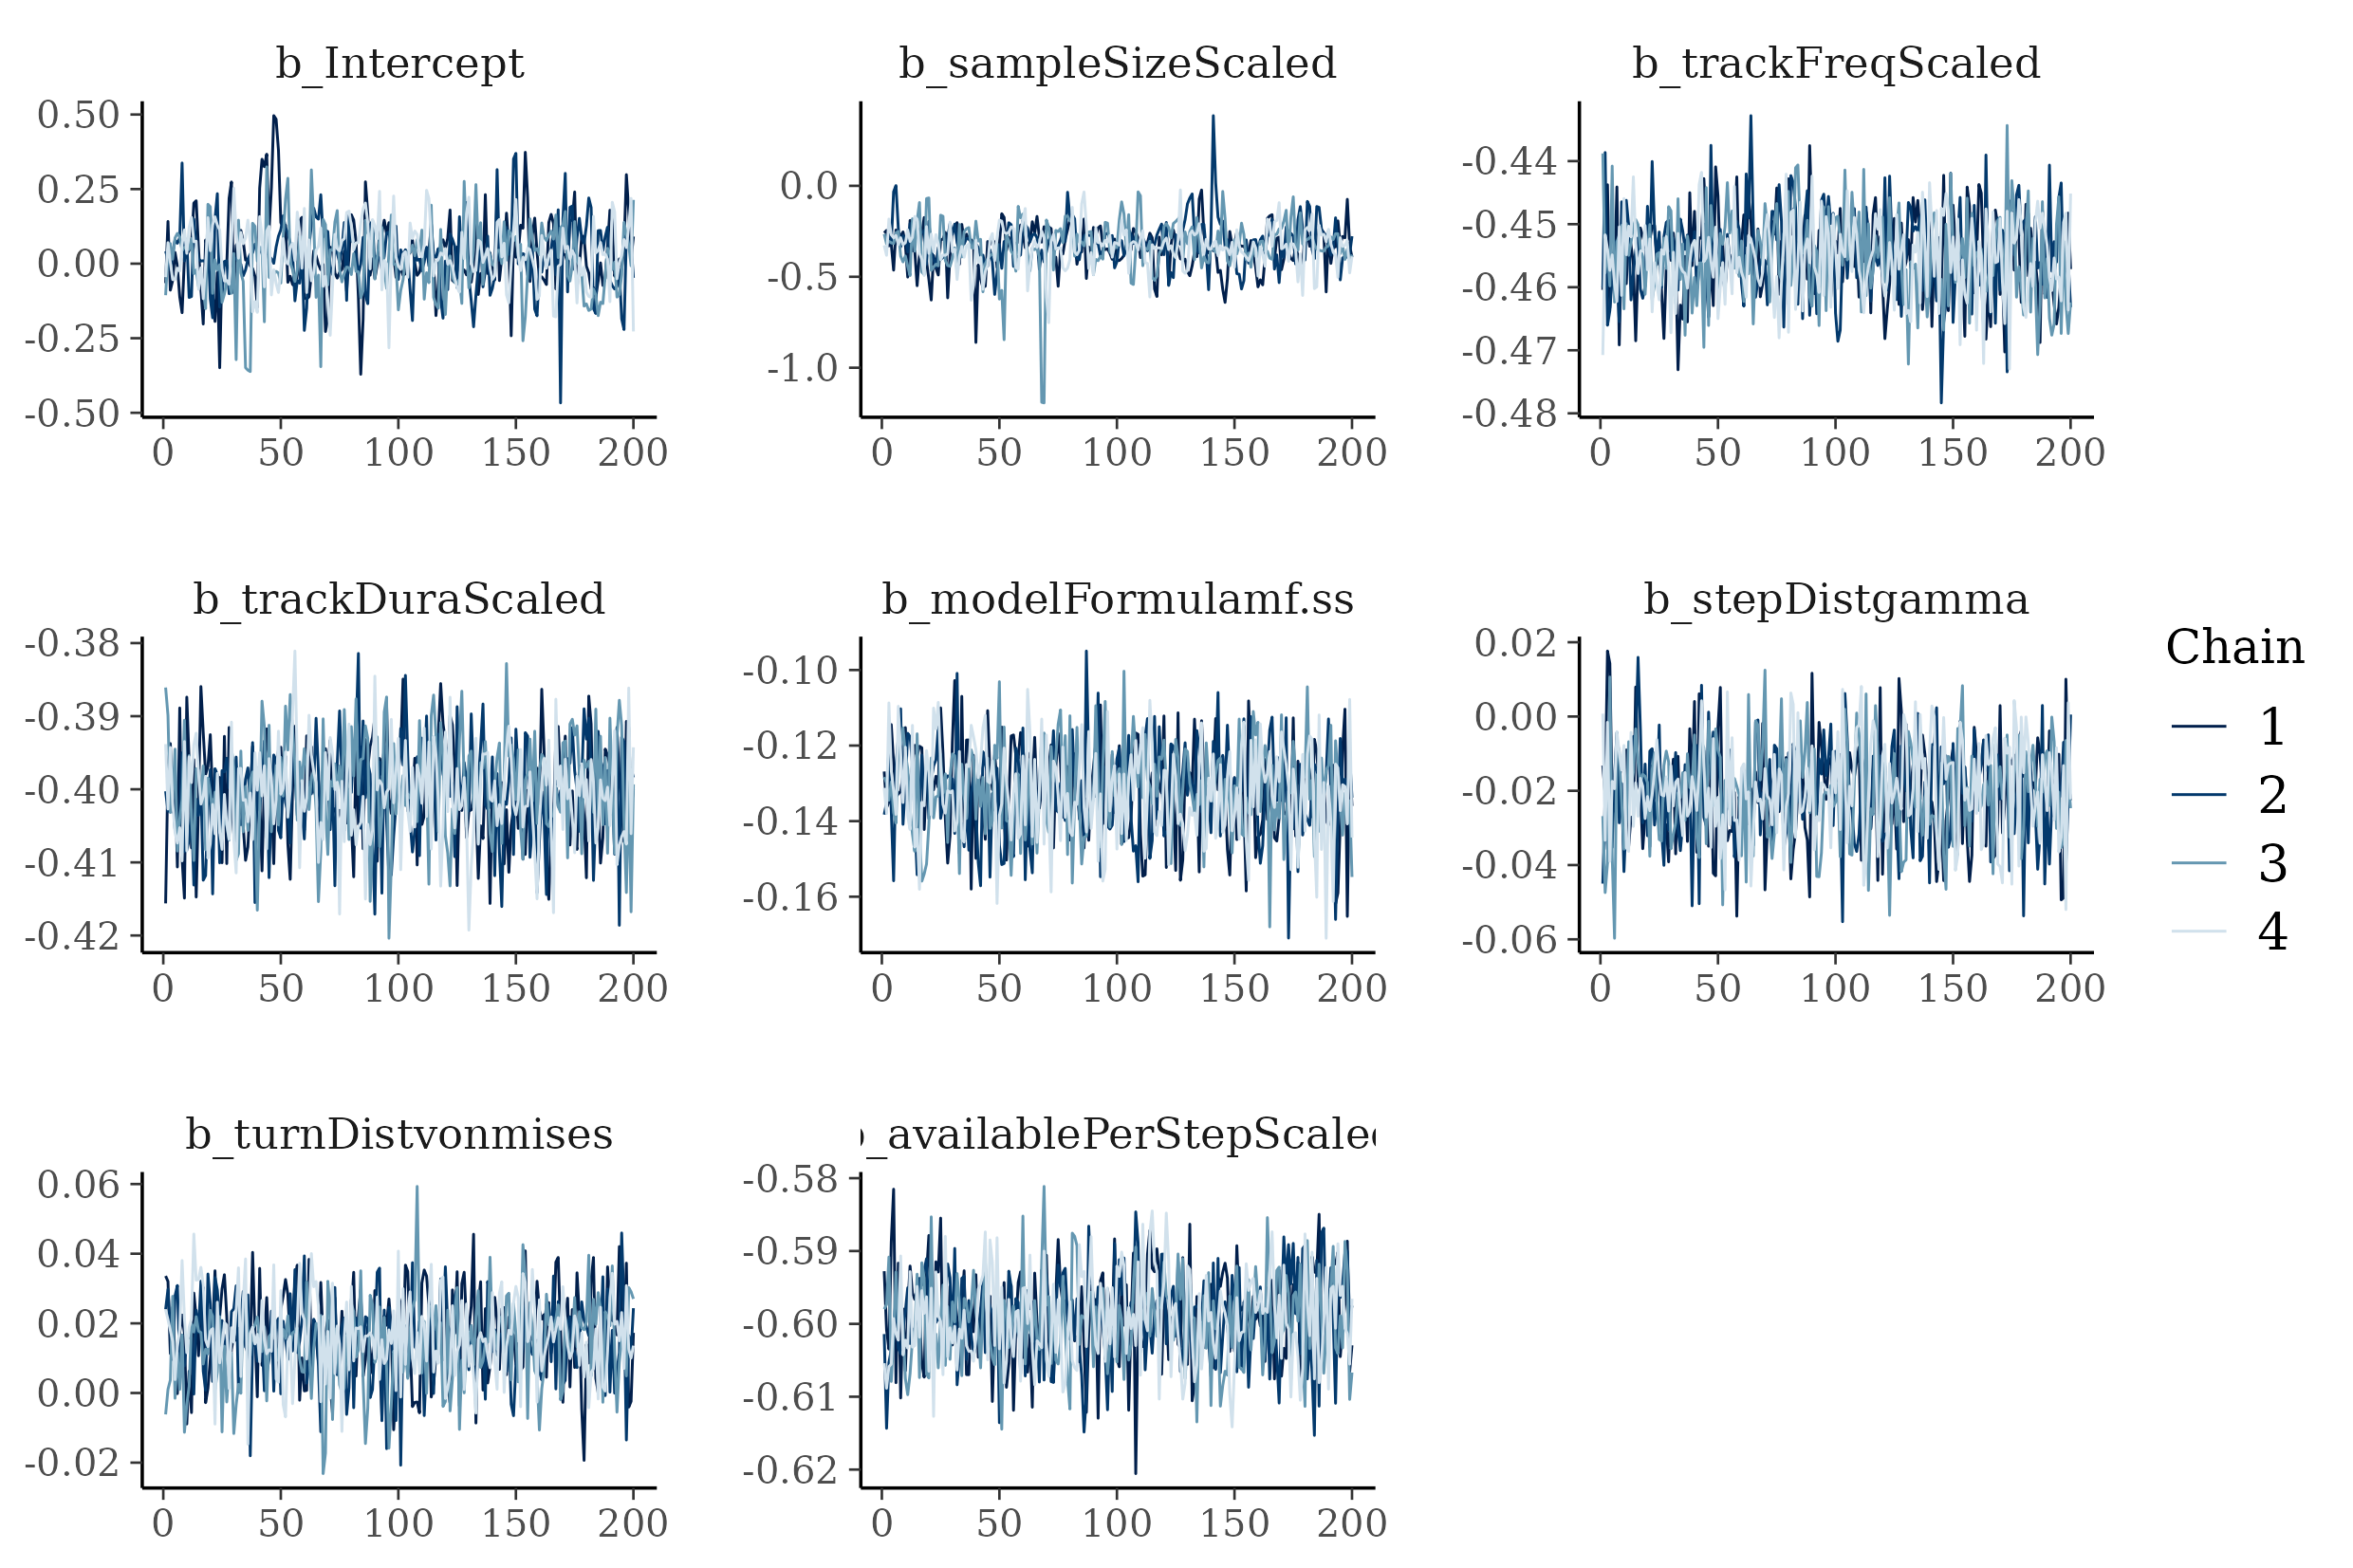 b_Intercept
0.50
0.25
0.00
-0.25
-0.50
0 50 100 150 200
b_sampleSizeScaled
0.0
-0.5
-1.0
0 50 100 150 200
b_trackFreqScaled
-0.44
-0.45
-0.46
-0.47
-0.48
0 50 100 150 200
b_trackDuraScaled
-0.38
-0.39
-0.40
-0.41
-0.42
0 50 100 150 200
b_modelFormulamf.ss
-0.10
-0.12
-0.14
-0.16
0 50 100 150 200
b_stepDistgamma
0.02
0.00
-0.02
-0.04
-0.06
0 50 100 150 200
Chain
1
2
3
4
b_turnDistvonmises
0.06
0.04
0.02
0.00
-0.02
0 50 100 150 200
b_availablePerStepScaled
-0.58
-0.59
-0.60
-0.61
-0.62
0 50 100 150 200